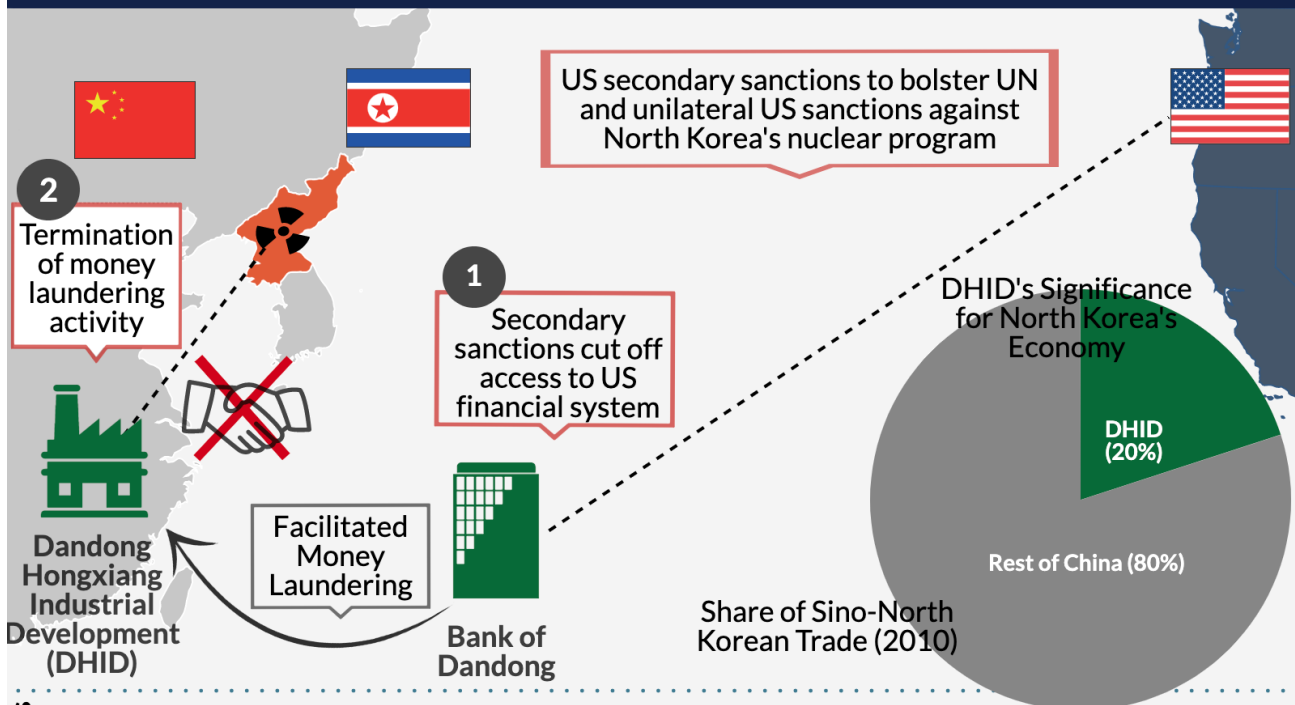 US secondary sanctions to bolster UN
and unilateral US sanctions against
North Korea's nuclear program
2
Termination
of money
laundering
activity
1
Secondary
sanctions cut off
access to US
financial system
DHID's Significance
for North Korea's
Economy
DHID
(20%)
Rest of China (80%)
Share of Sino-North
Korean Trade (2010)
Facilitated
Money
Laundering
Dandong
Hongxiang
Industrial
Development
(DHID)
Bank of
Dandong